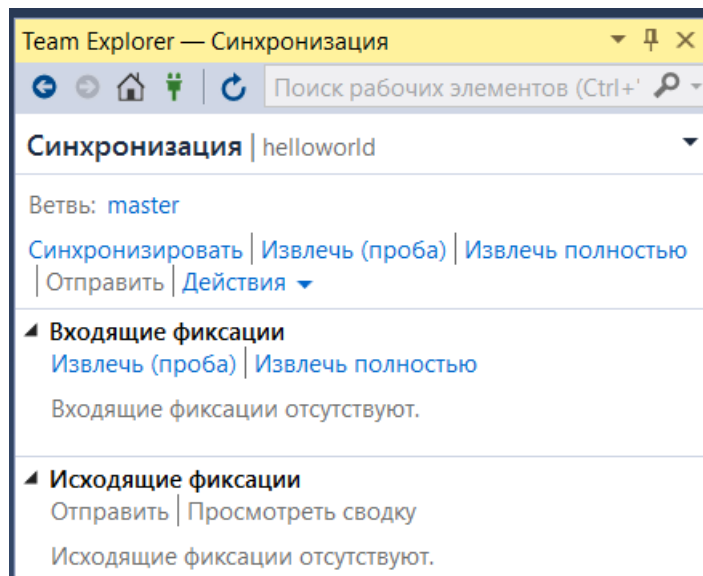 Team Explorer — Синхронизация
Поиск рабочих элементов (Ctrl+'
Синхронизация | helloworld
Ветвь: master
Синхронизировать | Извлечь (проба) | Извлечь полностью
| Отправить | Действия
Входящие фиксации
Извлечь (проба) | Извлечь полностью
Входящие фиксации отсутствуют.
Исходящие фиксации
Отправить | Просмотреть сводку
Исходящие фиксации отсутствуют.